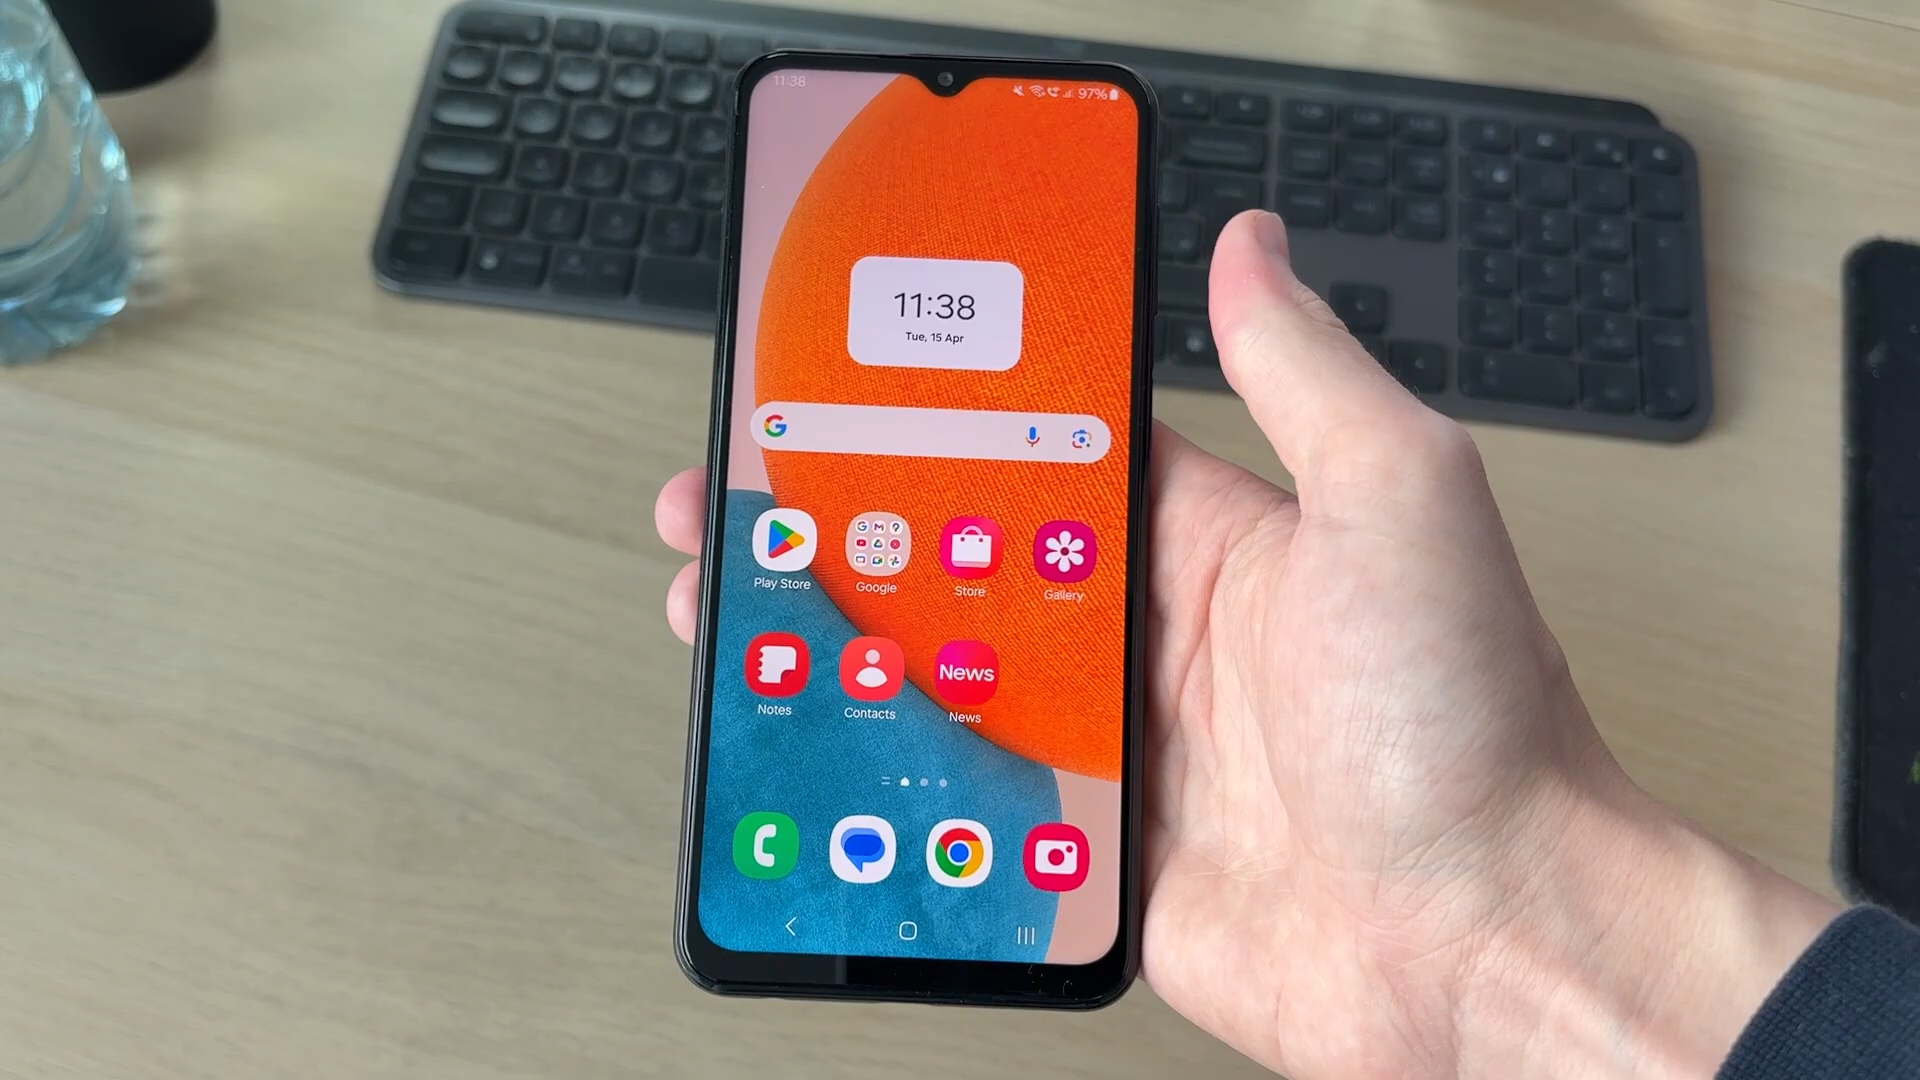 11:38
97%
11:38
Tue, 15 Apr
Play Store
Google
Store
Gallery
News
Notes
Contacts
News